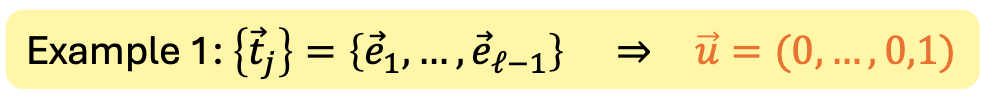 Example 1: {t⃗ⱼ} = {e⃗₁, … , e⃗_{ℓ−1}} ⇒ u⃗ = (0, … , 0,1)